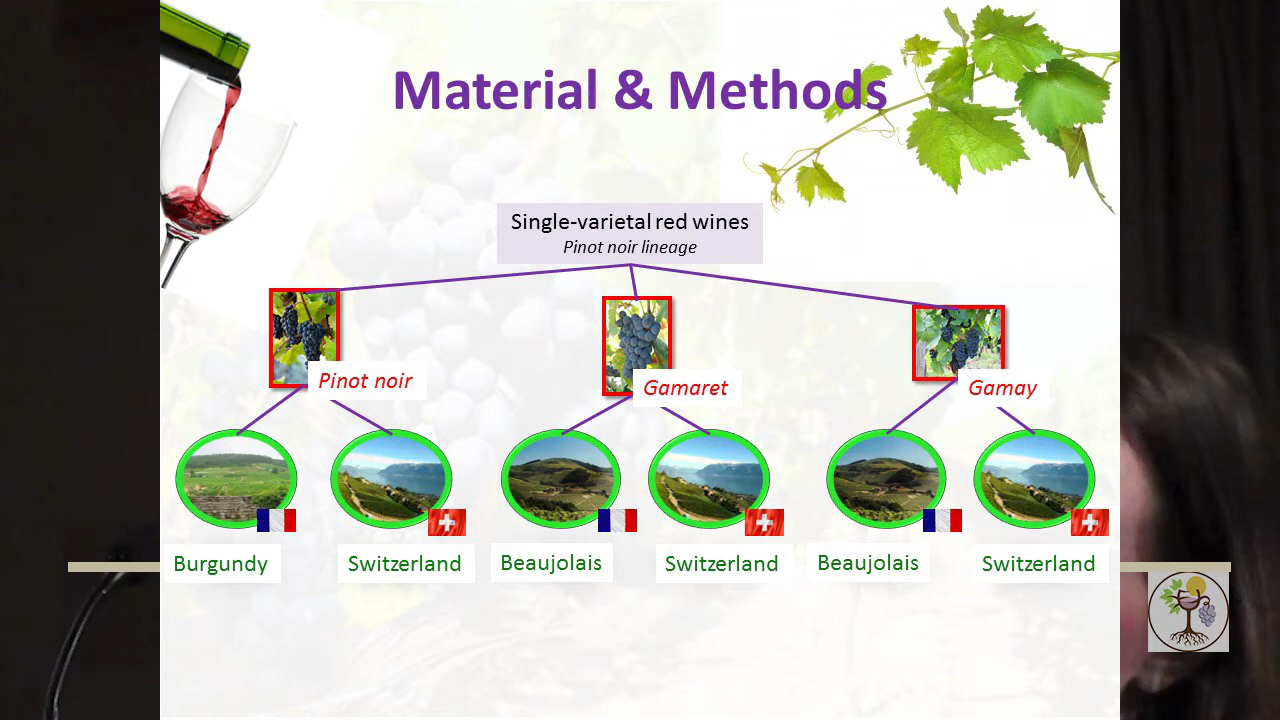 Material & Methods
Single-varietal red wines
Pinot noir lineage
Pinot noir
Gamaret
Gamay
Burgundy
Switzerland
Beaujolais
Switzerland
Beaujolais
Switzerland